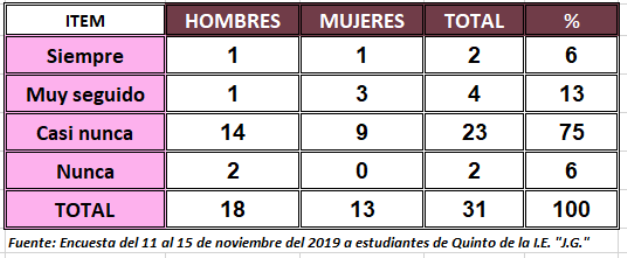 ITEM HOMBRES MUJERES TOTAL %
Siempre 1 1 2 6
Muy seguido 1 3 4 13
Casi nunca 14 9 23 75
Nunca 2 0 2 6
TOTAL 18 13 31 100
Fuente: Encuesta del 11 al 15 de noviembre del 2019 a estudiantes de Quinto de la I.E. "J.G."